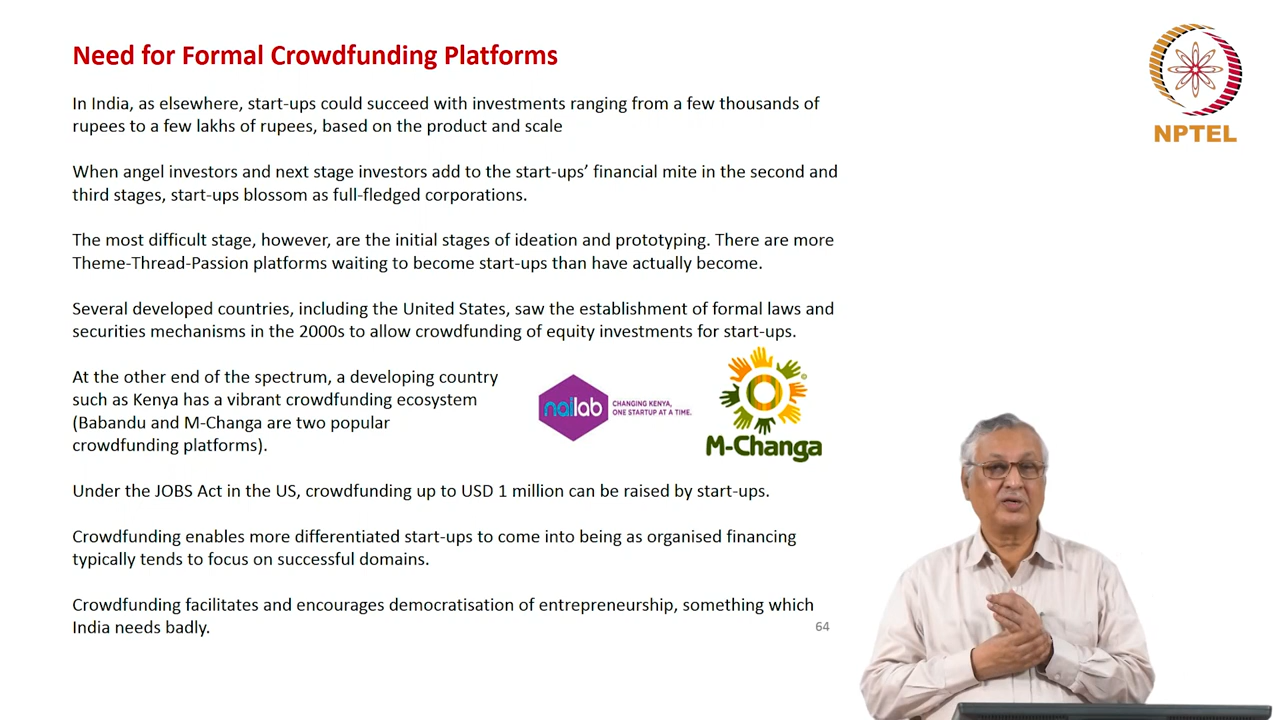 Need for Formal Crowdfunding Platforms
NPTEL
In India, as elsewhere, start-ups could succeed with investments ranging from a few thousands of
rupees to a few lakhs of rupees, based on the product and scale
When angel investors and next stage investors add to the start-ups’ financial mite in the second and
third stages, start-ups blossom as full-fledged corporations.
The most difficult stage, however, are the initial stages of ideation and prototyping. There are more
Theme-Thread-Passion platforms waiting to become start-ups than have actually become.
Several developed countries, including the United States, saw the establishment of formal laws and
securities mechanisms in the 2000s to allow crowdfunding of equity investments for start-ups.
At the other end of the spectrum, a developing country
such as Kenya has a vibrant crowdfunding ecosystem
(Babandu and M-Changa are two popular
crowdfunding platforms).
nailab
CHANGING KENYA,
ONE STARTUP AT A TIME.
M-Changa
Under the JOBS Act in the US, crowdfunding up to USD 1 million can be raised by start-ups.
Crowdfunding enables more differentiated start-ups to come into being as organised financing
typically tends to focus on successful domains.
Crowdfunding facilitates and encourages democratisation of entrepreneurship, something which
India needs badly.
64